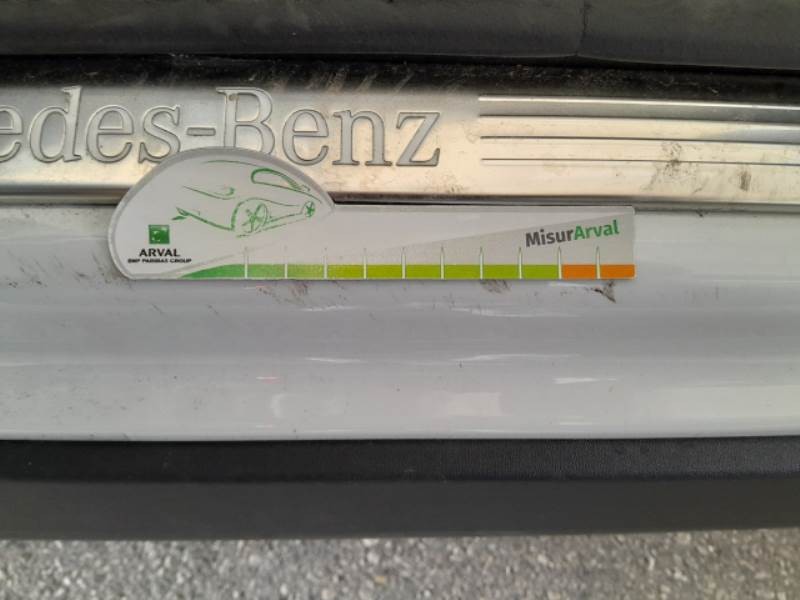 edes-Benz
MisurArval
ARVAL
BNP PARIBAS GROUP